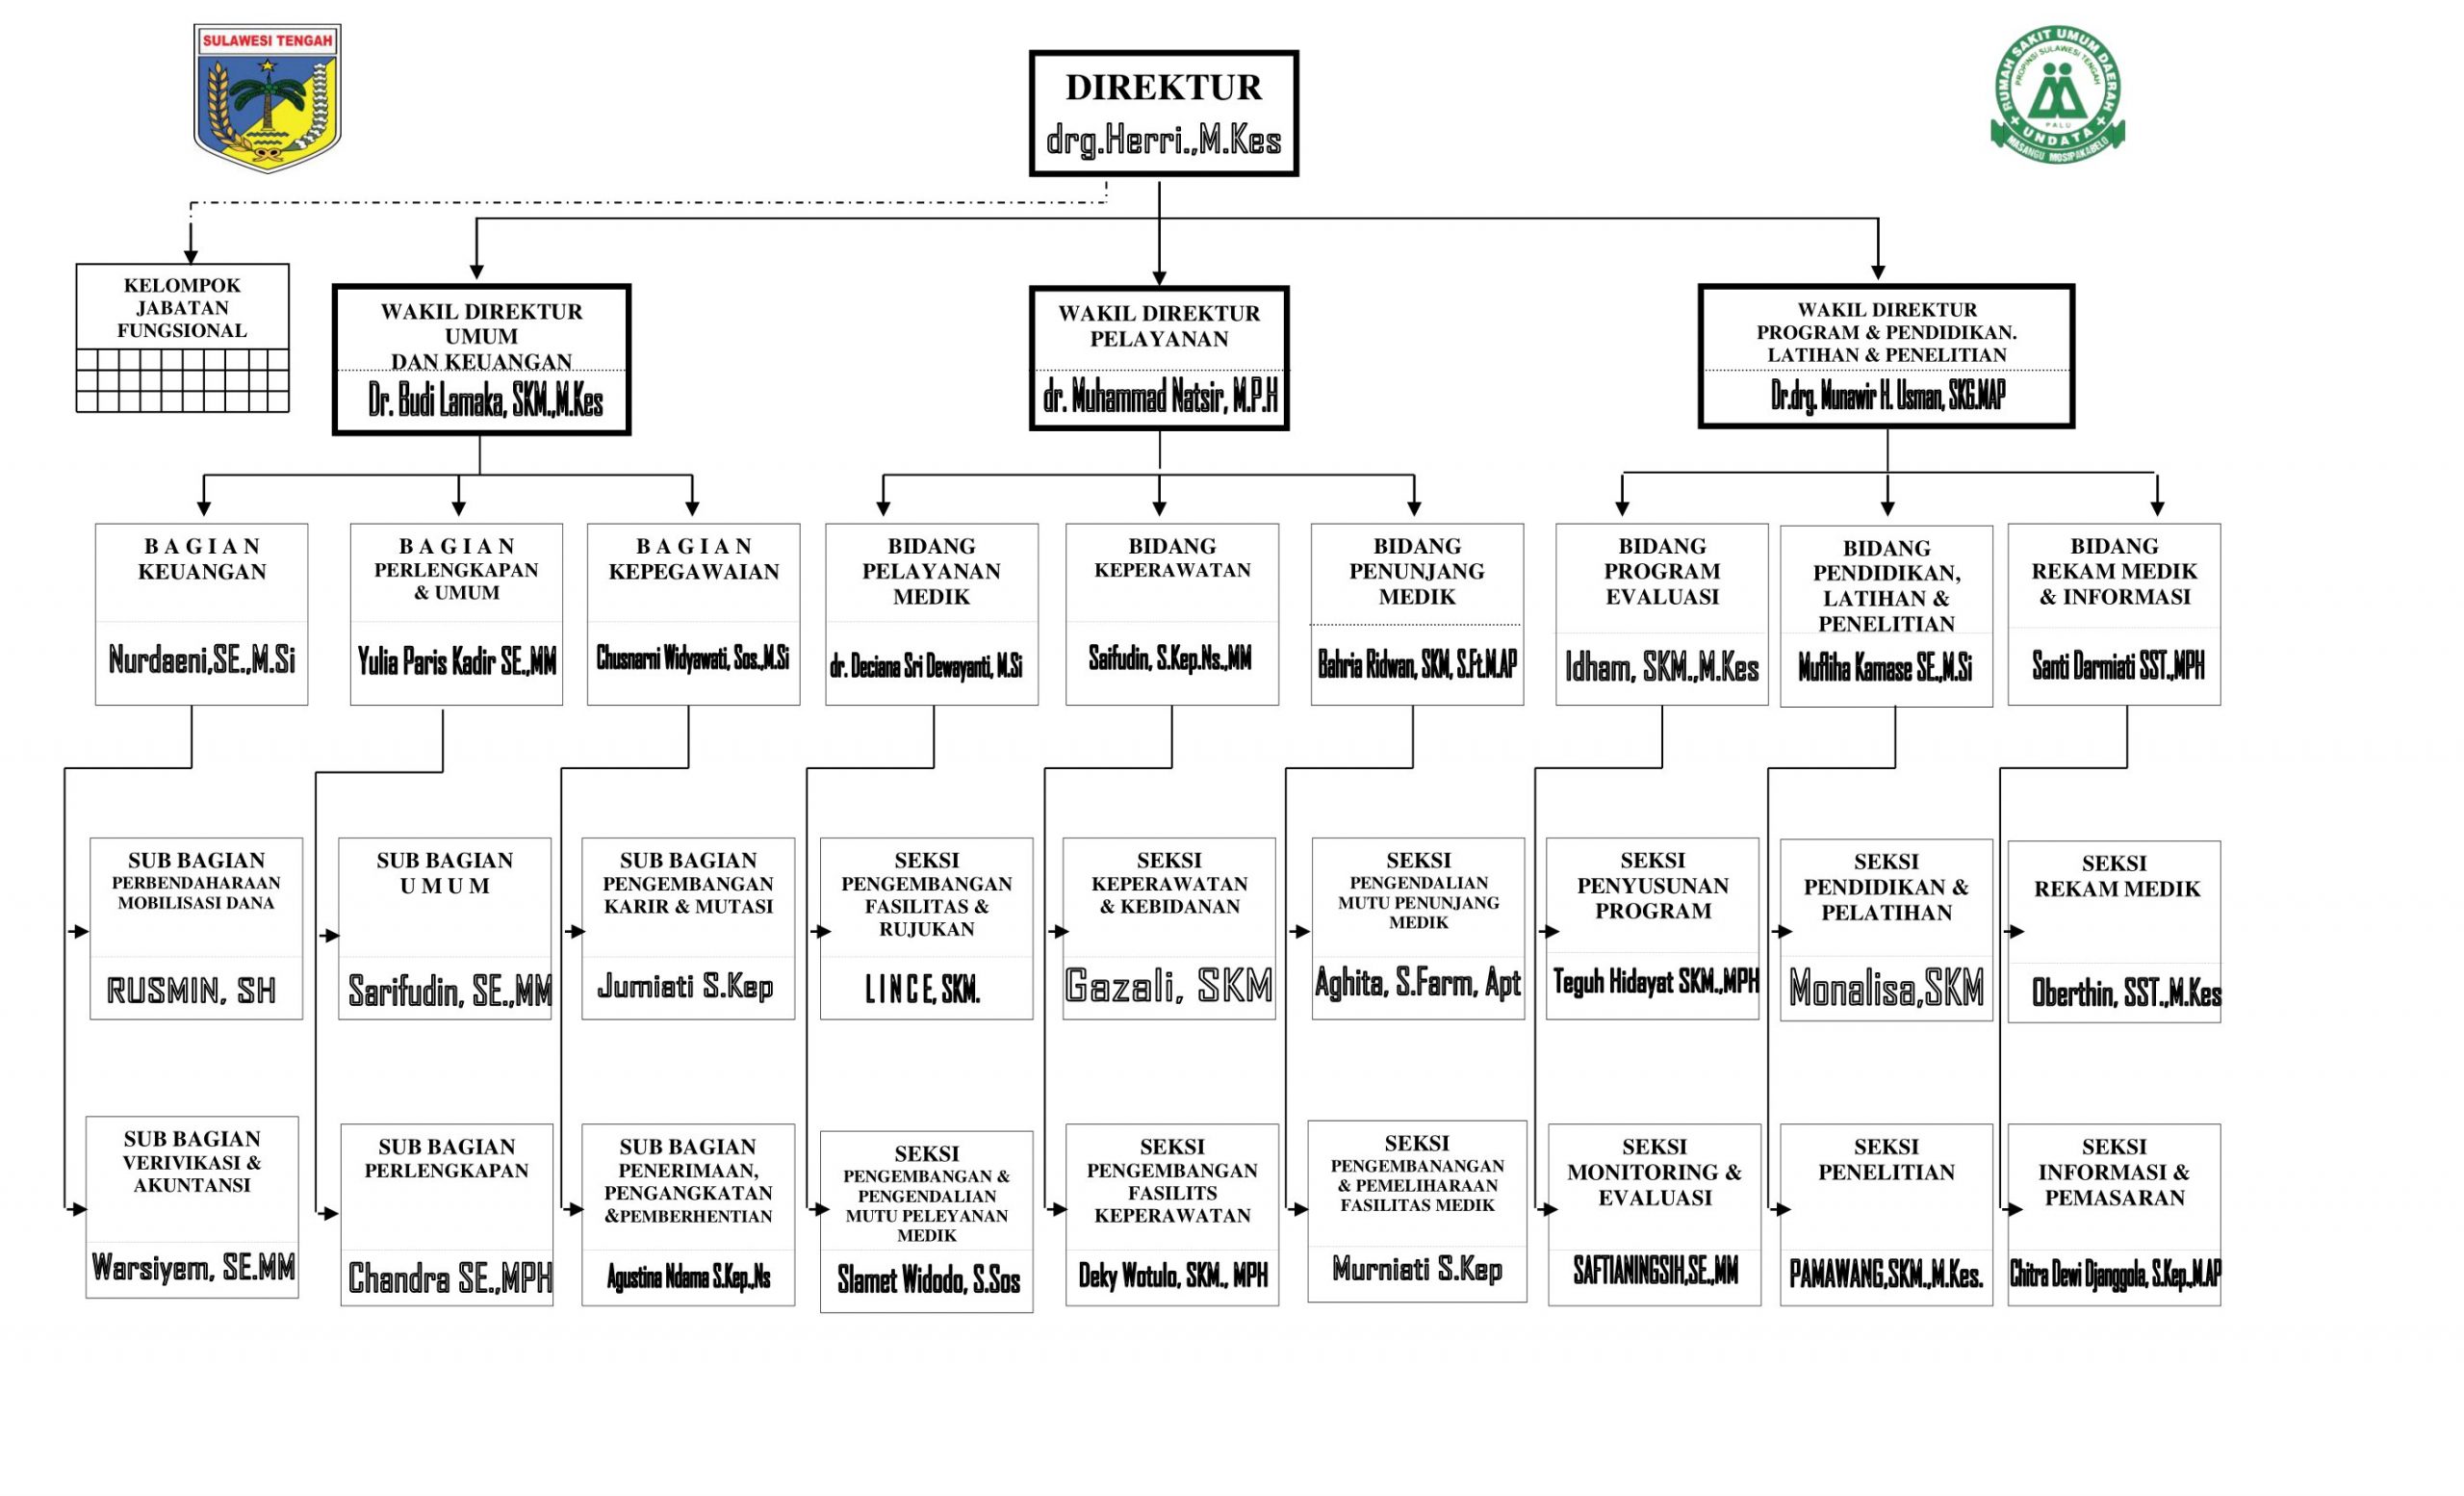 SULAWESI TENGAH
DIREKTUR
drg.Herri.,M.Kes
RUMAH SAKIT UMUM DAERAH
PROPINSI SULAWESI TENGAH
PALU
UNDATA
MASANGU MOSIPAKABELO
KELOMPOK
JABATAN
FUNGSIONAL
WAKIL DIREKTUR
UMUM
DAN KEUANGAN
Dr. Budi Lamaka, SKM.,M.Kes
WAKIL DIREKTUR
PELAYANAN
dr. Muhammad Natsir, M.P.H
WAKIL DIREKTUR
PROGRAM & PENDIDIKAN.
LATIHAN & PENELITIAN
Dr.drg. Munawir H. Usman, SKG.MAP
B A G I A N
KEUANGAN
Nurdaeni,SE.,M.Si
B A G I A N
PERLENGKAPAN
& UMUM
Yulia Paris Kadir SE.,MM
B A G I A N
KEPEGAWAIAN
Chusnarni Widyawati, Sos.,M.Si
BIDANG
PELAYANAN
MEDIK
dr. Deciana Sri Dewayanti, M.Si
BIDANG
KEPERAWATAN
Saifudin, S.Kep.Ns.,MM
BIDANG
PENUNJANG
MEDIK
Bahria Ridwan, SKM, S.Ft.M.AP
BIDANG
PROGRAM
EVALUASI
Idham, SKM.,M.Kes
BIDANG
PENDIDIKAN,
LATIHAN &
PENELITIAN
Mufliha Kamase SE.,M.Si
BIDANG
REKAM MEDIK
& INFORMASI
Santi Darmiati SST.,MPH
SUB BAGIAN
PERBENDAHARAAN
MOBILISASI DANA
RUSMIN, SH
SUB BAGIAN
U M U M
Sarifudin, SE.,MM
SUB BAGIAN
PENGEMBANGAN
KARIR & MUTASI
Jumiati S.Kep
SEKSI
PENGEMBANGAN
FASILITAS &
RUJUKAN
L I N C E, SKM.
SEKSI
KEPERAWATAN
& KEBIDANAN
Gazali, SKM
SEKSI
PENGENDALIAN
MUTU PENUNJANG
MEDIK
Aghita, S.Farm, Apt
SEKSI
PENYUSUNAN
PROGRAM
Teguh Hidayat SKM.,MPH
SEKSI
PENDIDIKAN &
PELATIHAN
Monalisa,SKM
SEKSI
REKAM MEDIK
Oberthin, SST.,M.Kes
SUB BAGIAN
VERIVIKASI &
AKUNTANSI
Warsiyem, SE.MM
SUB BAGIAN
PERLENGKAPAN
Chandra SE.,MPH
SUB BAGIAN
PENERIMAAN,
PENGANGKATAN
&PEMBERHENTIAN
Agustina Ndama S.Kep.,Ns
SEKSI
PENGEMBANGAN &
PENGENDALIAN
MUTU PELEYANAN
MEDIK
Slamet Widodo, S.Sos
SEKSI
PENGEMBANGAN
FASILITS
KEPERAWATAN
Deky Wotulo, SKM., MPH
SEKSI
PENGEMBANANGAN
& PEMELIHARAAN
FASILITAS MEDIK
Murniati S.Kep
SEKSI
MONITORING &
EVALUASI
SAFTIANINGSIH,SE.,MM
SEKSI
PENELITIAN
PAMAWANG,SKM.,M.Kes.
SEKSI
INFORMASI &
PEMASARAN
Chitra Dewi Djanggola, S.Kep.,M.AP